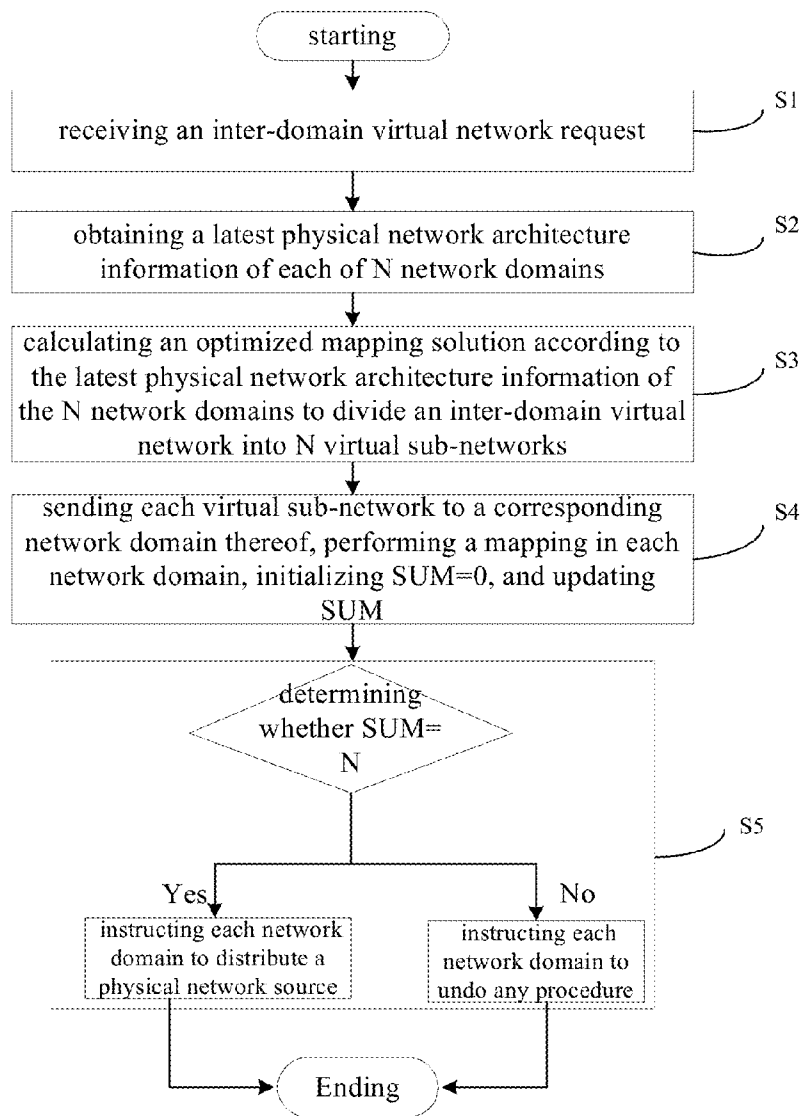 starting
S1
receiving an inter-domain virtual network request
S2
obtaining a latest physical network architecture
information of each of N network domains
S3
calculating an optimized mapping solution according to
the latest physical network architecture information of
the N network domains to divide an inter-domain virtual
network into N virtual sub-networks
S4
sending each virtual sub-network to a corresponding
network domain thereof, performing a mapping in each
network domain, initializing SUM=0, and updating
SUM
determining
whether SUM=
N
S5
Yes
No
instructing each network
domain to distribute a
physical network source
instructing each
network domain to
undo any procedure
Ending